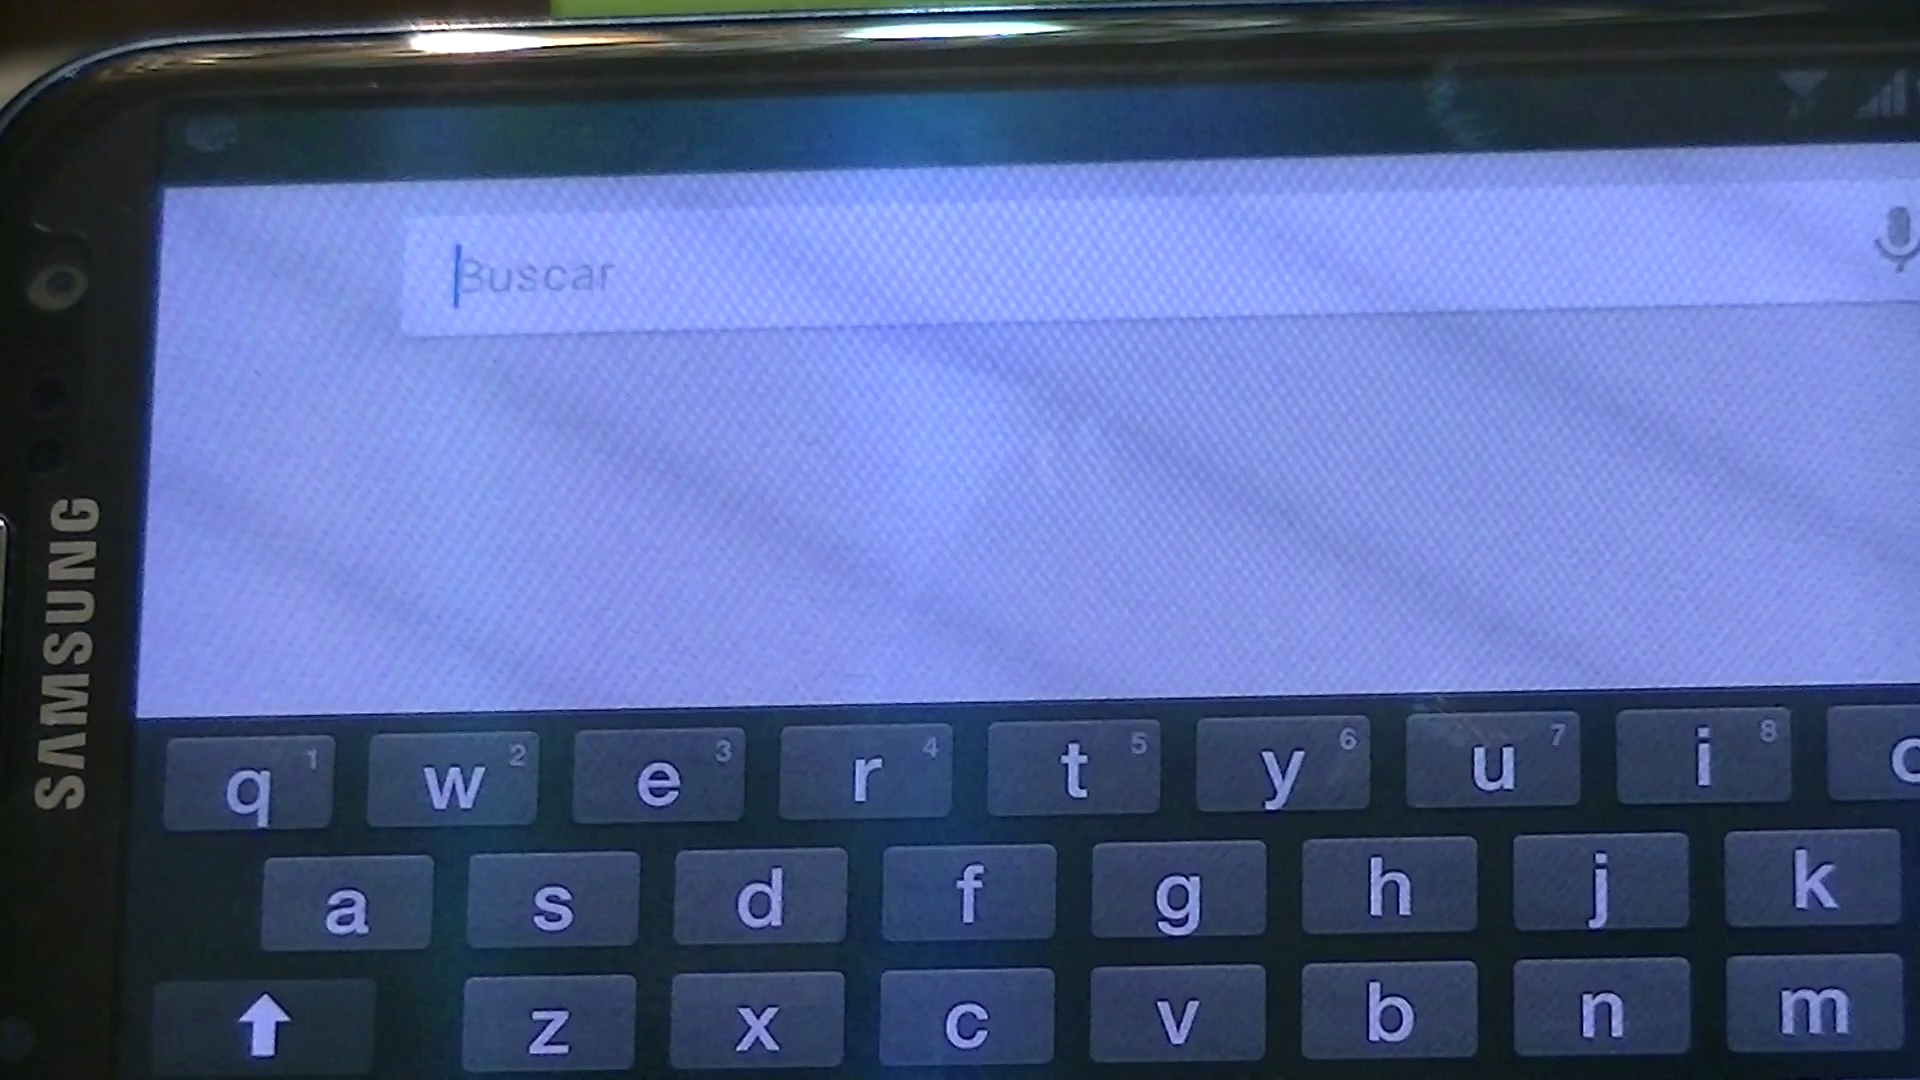 Buscar
SAMSUNG
q 1 w 2 e 3 r 4 t 5 y 6 u 7 i 8
a s d f g h j k
z x c v b n m